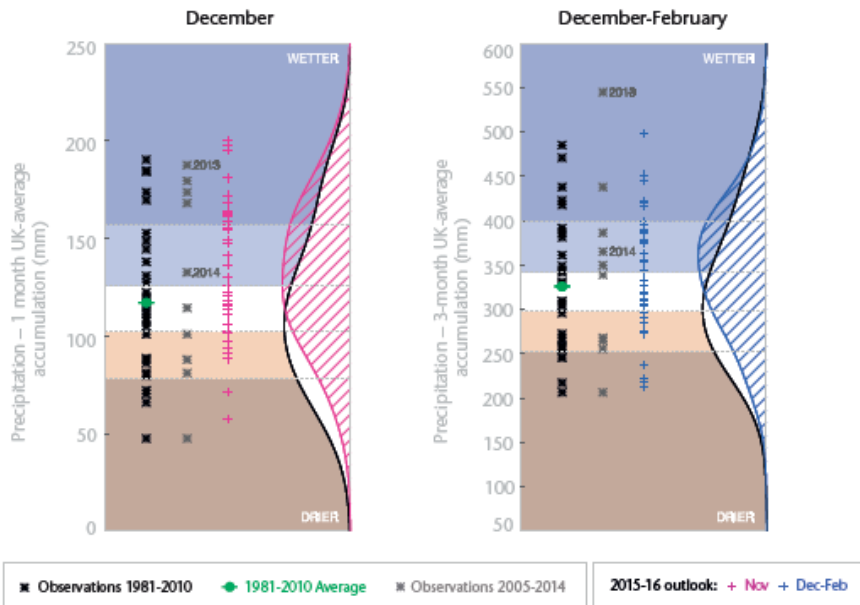 December
December-February
250
200
150
100
50
0
Precipitation – 1 month UK-average
accumulation (mm)
WETTER
2013
2014
DRIER
600
550
500
450
400
350
300
250
200
150
100
50
Precipitation – 3-month UK-average
accumulation (mm)
WETTER
2013
2014
DRIER
Observations 1981-2010
1981-2010 Average
Observations 2005-2014
2015-16 outlook: + Nov + Dec-Feb